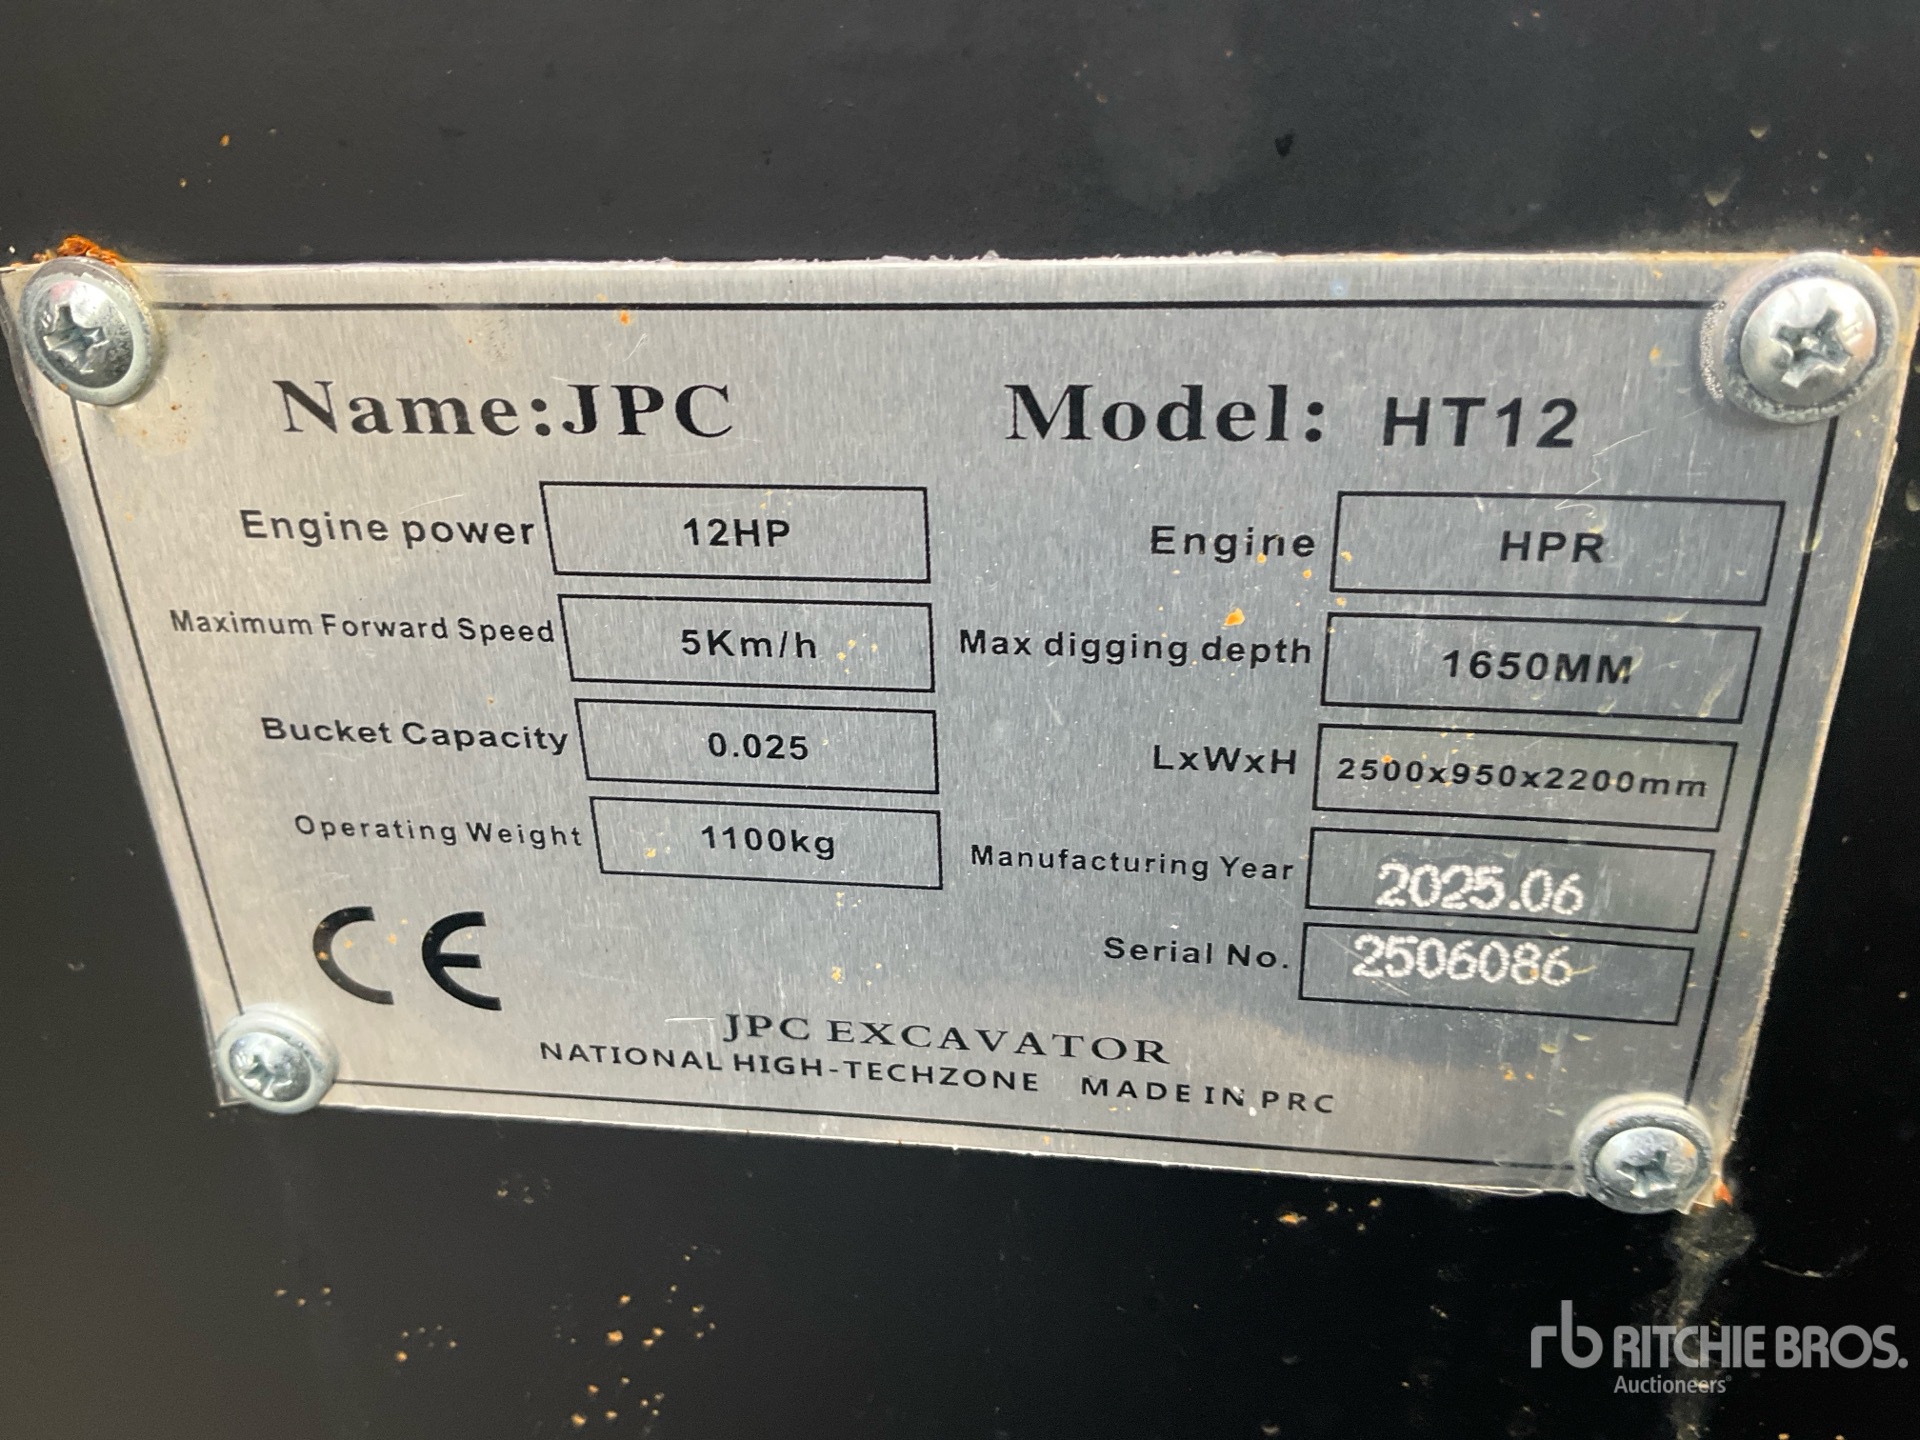 Name:JPC Model: HT12
Engine power 12HP Engine HPR
Maximum Forward Speed 5Km/h Max digging depth 1650MM
Bucket Capacity 0.025 LxWxH 2500x950x2200mm
Operating Weight 1100kg Manufacturing Year 2025.06
CE Serial No. 2506086
JPC EXCAVATOR
NATIONAL HIGH-TECHZONE MADE IN PRC
rb RITCHIE BROS.
Auctioneers